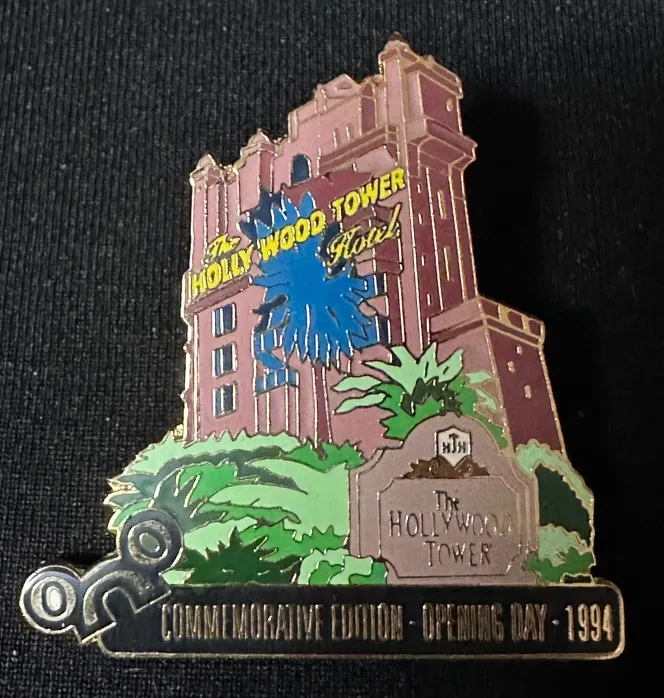 The
HOLLYWOOD TOWER
Hotel
HTH
The
HOLLYWOOD
TOWER
COMMEMORATIVE EDITION - OPENING DAY - 1994